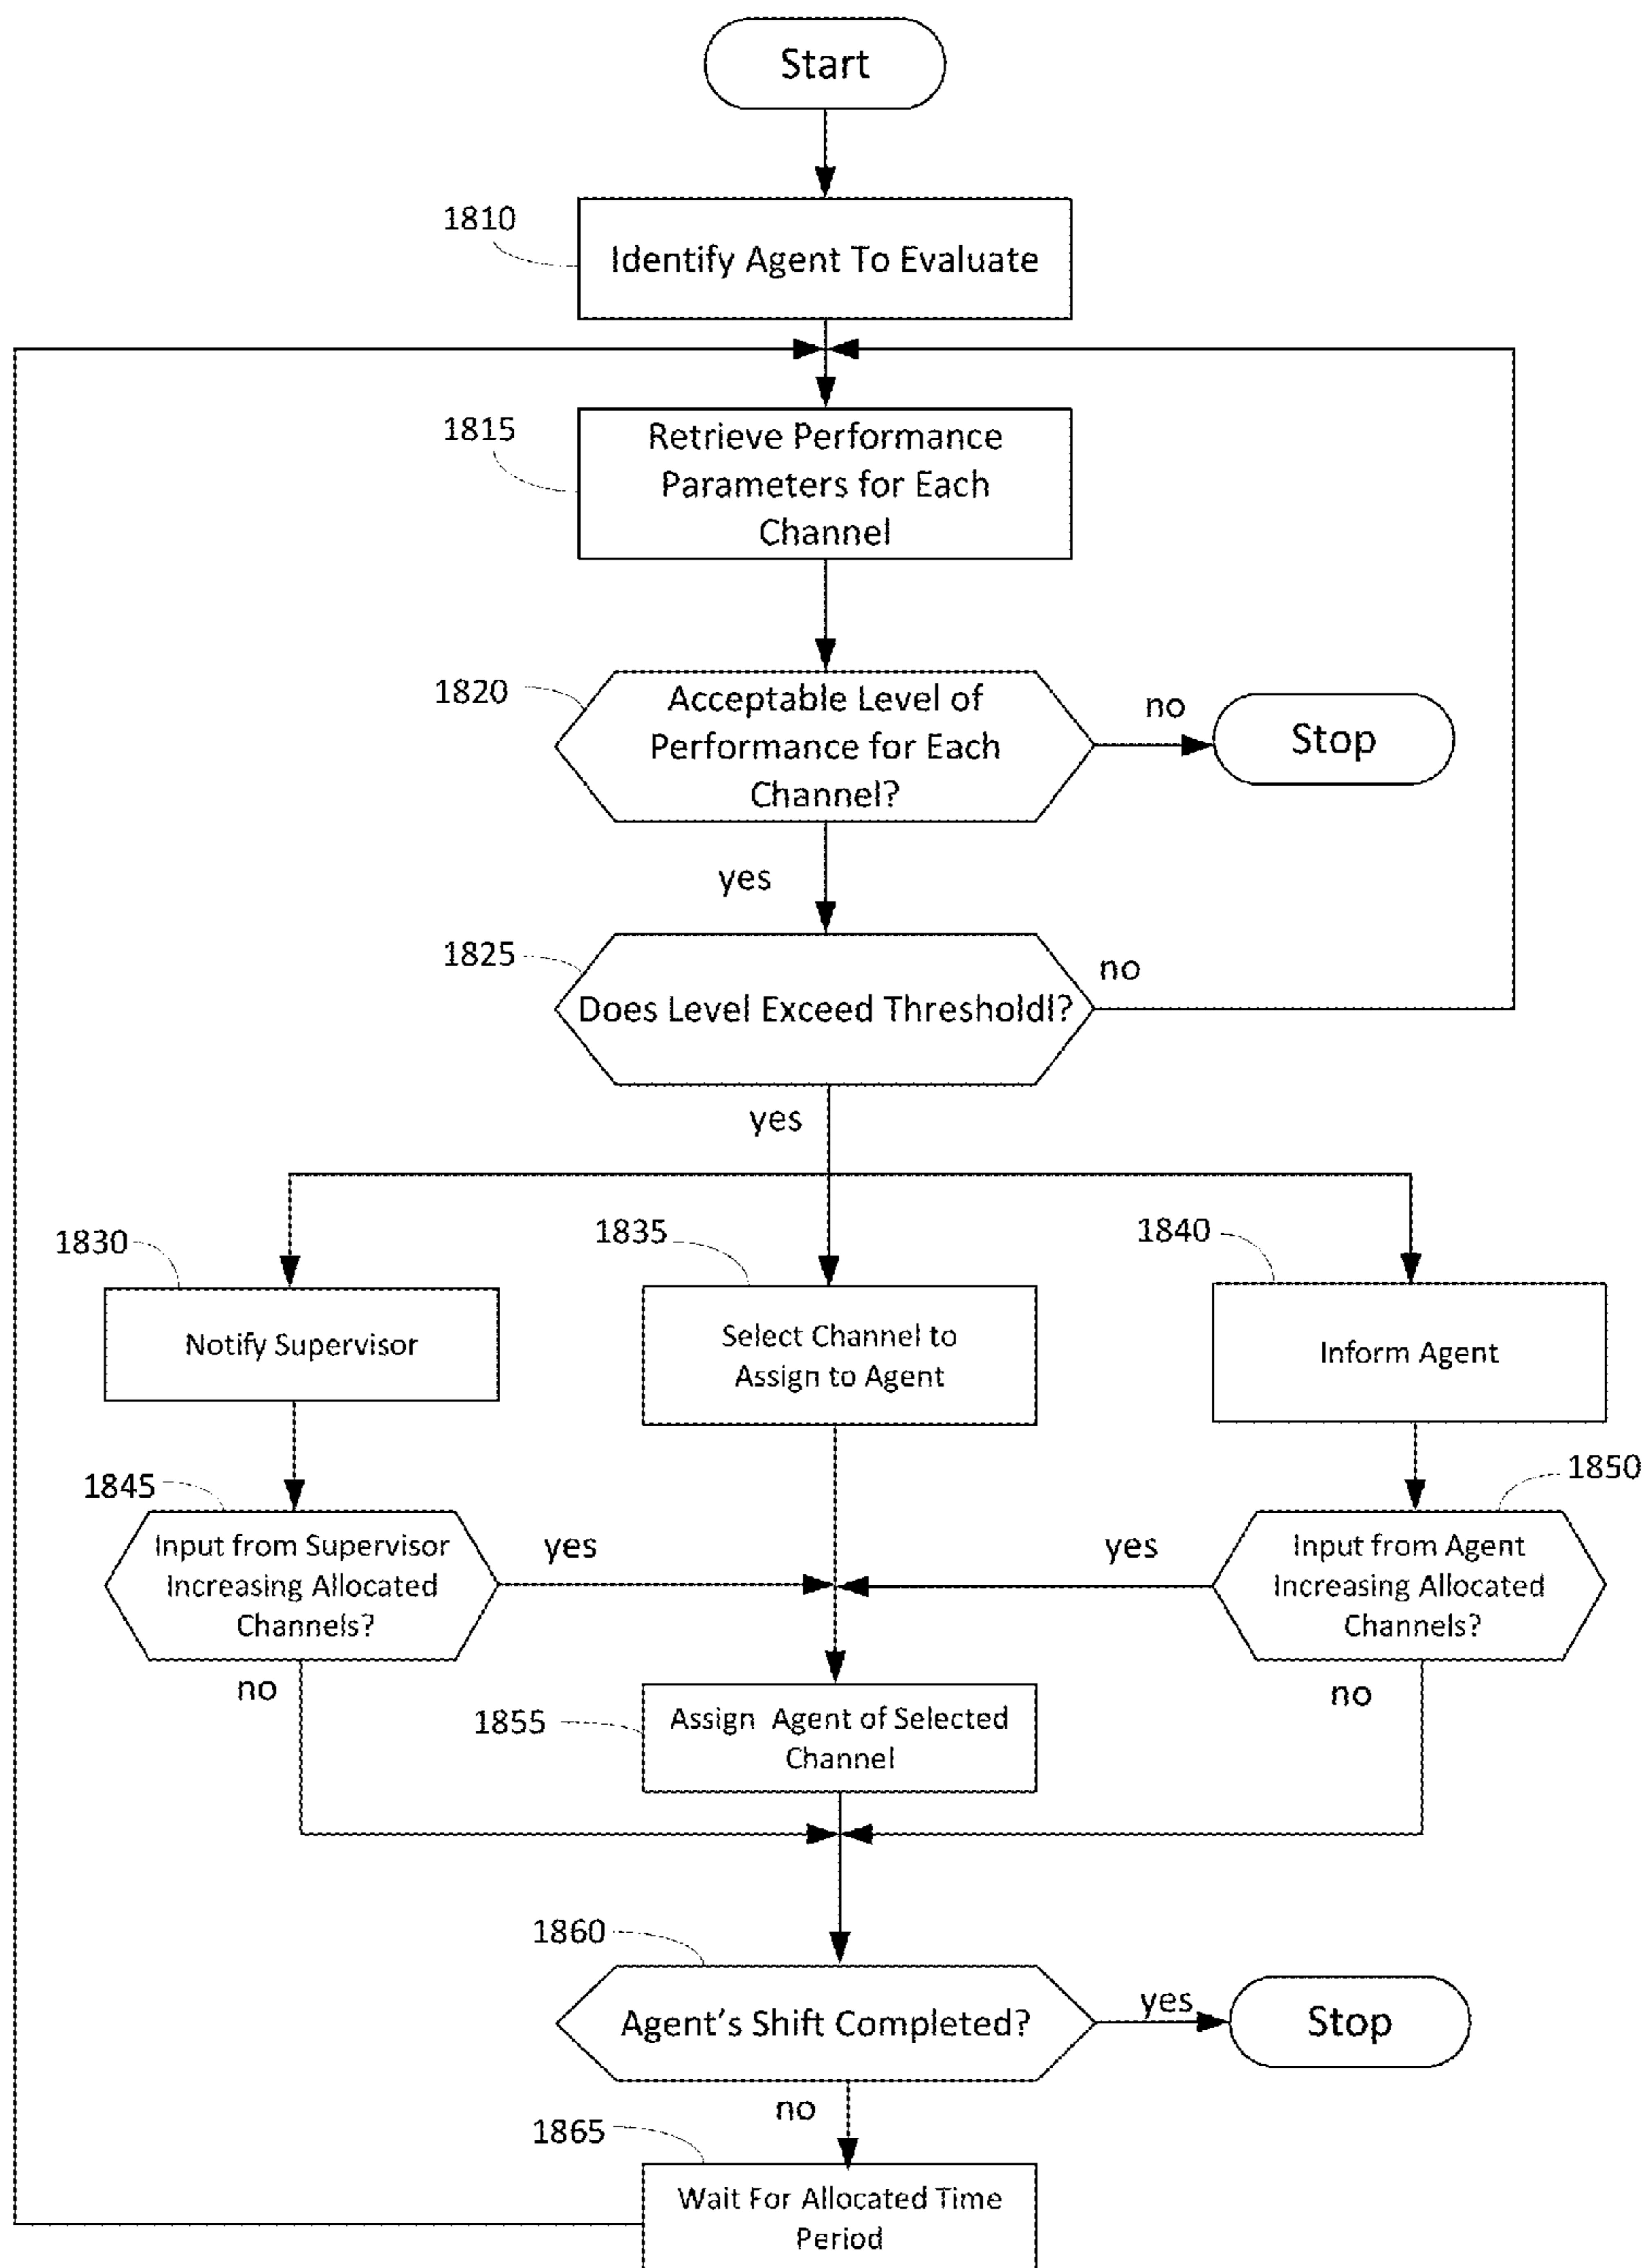 Start
1810
Identify Agent To Evaluate
1815
Retrieve Performance
Parameters for Each
Channel
1820
Acceptable Level of
Performance for Each
Channel?
no
Stop
yes
1825
Does Level Exceed Thresholdl?
no
yes
1830
Notify Supervisor
1835
Select Channel to
Assign to Agent
1840
Inform Agent
1845
Input from Supervisor
Increasing Allocated
Channels?
yes
no
1850
Input from Agent
Increasing Allocated
Channels?
yes
no
1855
Assign Agent of Selected
Channel
1860
Agent’s Shift Completed?
yes
Stop
no
1865
Wait For Allocated Time
Period